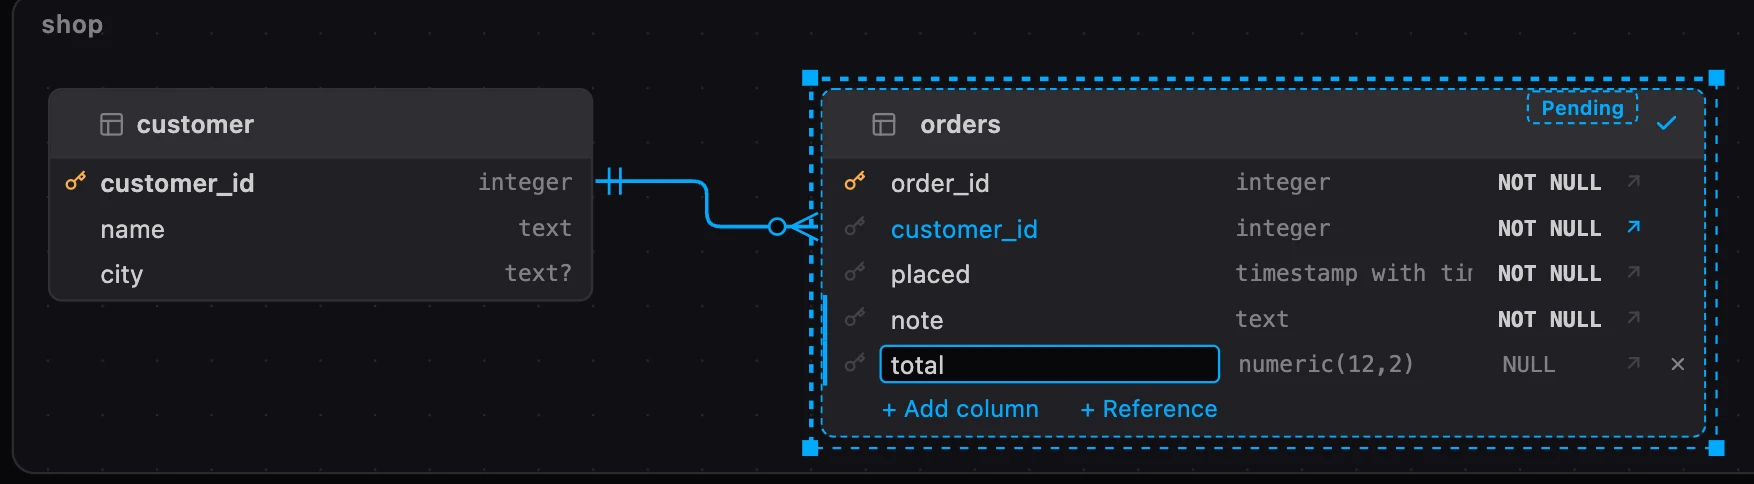 shop
customer
customer_id integer
name text
city text?
Pending
orders
order_id integer NOT NULL
customer_id integer NOT NULL
placed timestamp with tir NOT NULL
note text NOT NULL
total numeric(12,2) NULL
+ Add column + Reference